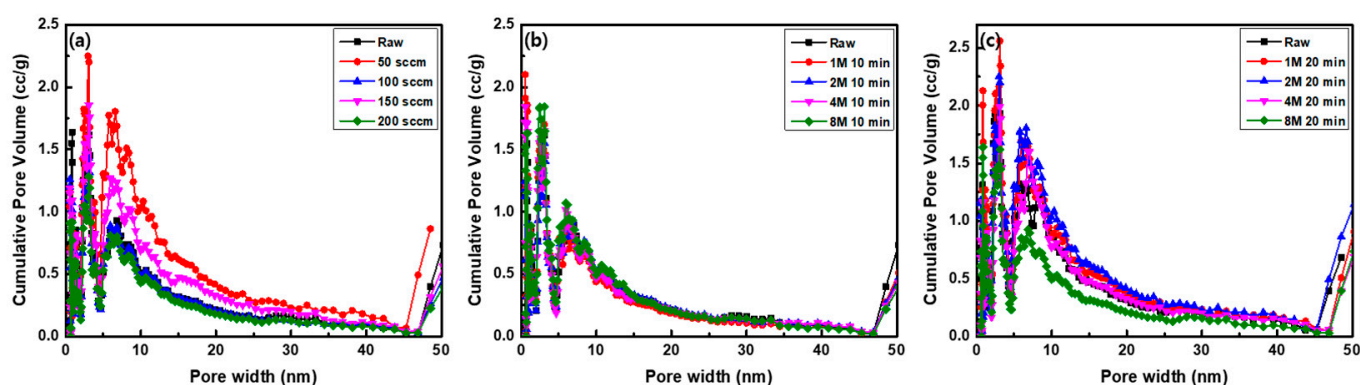 (a)
Raw
50 sccm
100 sccm
150 sccm
200 sccm
Cumulative Pore Volume (cc/g)
2.5
2.0
1.5
1.0
0.5
0.0
0 10 20 30 40 50
Pore width (nm)
(b)
Raw
1M 10 min
2M 10 min
4M 10 min
8M 10 min
Cumulative Pore Volume (cc/g)
2.5
2.0
1.5
1.0
0.5
0.0
0 10 20 30 40 50
Pore width (nm)
(c)
Raw
1M 20 min
2M 20 min
4M 20 min
8M 20 min
Cumulative Pore Volume (cc/g)
2.5
2.0
1.5
1.0
0.5
0.0
0 10 20 30 40 50
Pore width (nm)